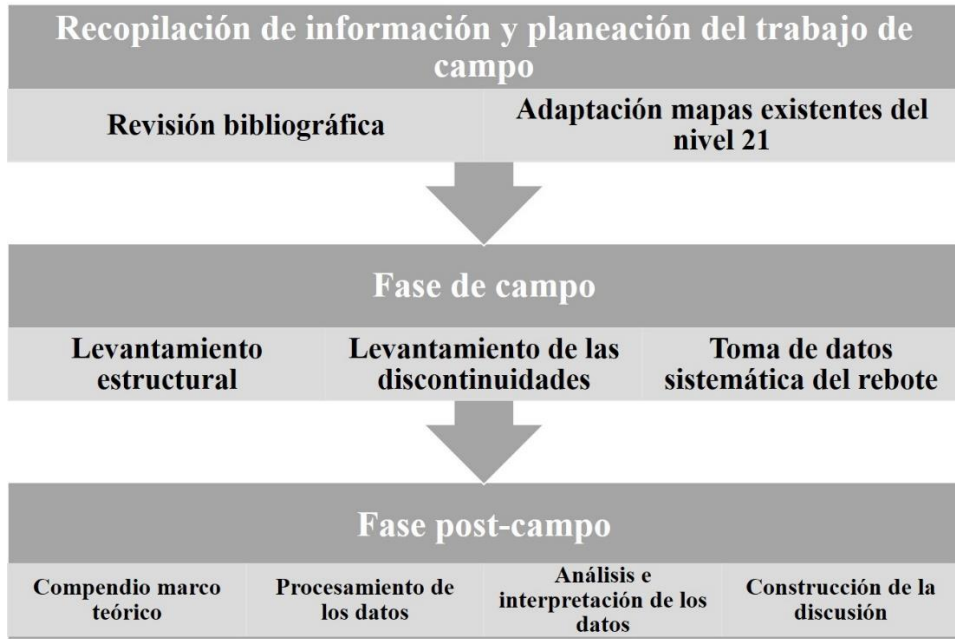 Recopilación de información y planeación del trabajo de
campo
Revisión bibliográfica
Adaptación mapas existentes del
nivel 21
Fase de campo
Levantamiento
estructural
Levantamiento de las
discontinuidades
Toma de datos
sistemática del rebote
Fase post-campo
Compendio marco
teórico
Procesamiento de
los datos
Análisis e
interpretación de los
datos
Construcción de la
discusión